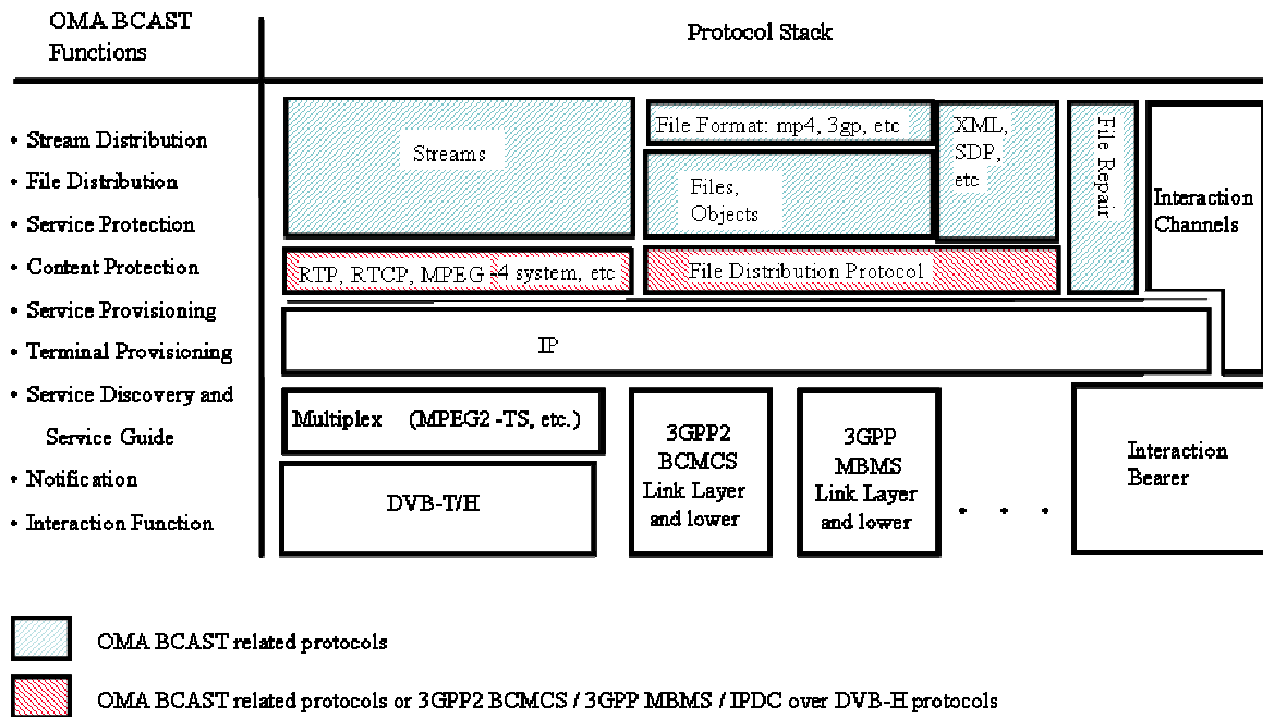 OMA BCAST
Functions
Protocol Stack
• Stream Distribution
• File Distribution
• Service Protection
• Content Protection
• Service Provisioning
• Terminal Provisioning
• Service Discovery and
Service Guide
• Notification
• Interaction Function
Streams
File Format: mp4, 3gp, etc
Files,
Objects
XML,
SDP,
etc
File Repair
Interaction
Channels
RTP, RTCP, MPEG -4 system, etc
File Distribution Protocol
IP
Multiplex (MPEG2 -TS, etc.)
DVB-T/H
3GPP2
BCMCS
Link Layer
and lower
3GPP
MBMS
Link Layer
and lower
. . .
Interaction
Bearer
OMA BCAST related protocols
OMA BCAST related protocols or 3GPP2 BCMCS / 3GPP MBMS / IPDC over DVB-H protocols